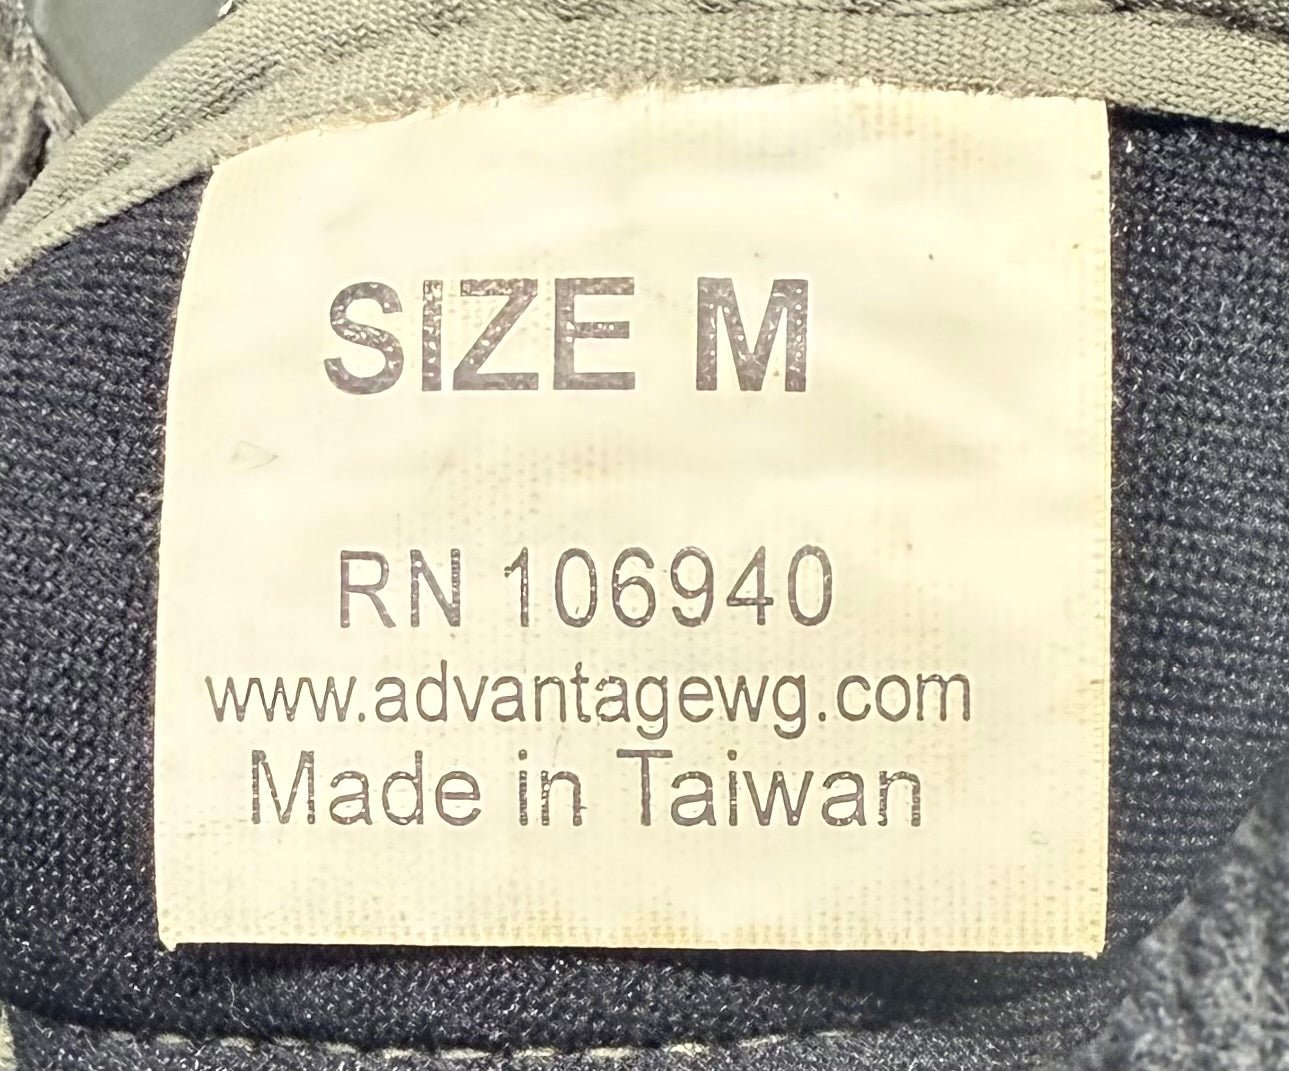 SIZE M
RN 106940
www.advantagewg.com
Made in Taiwan